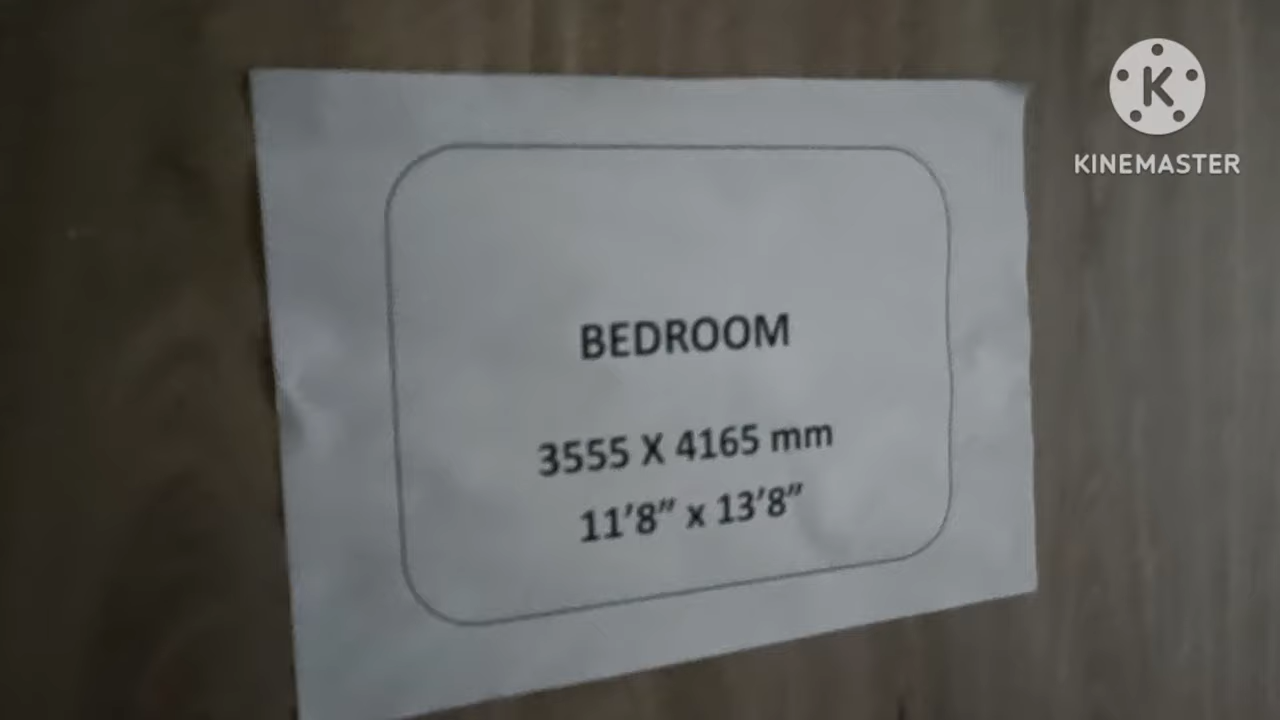 K
KINEMASTER
BEDROOM
3555 X 4165 mm
11’8” x 13’8”